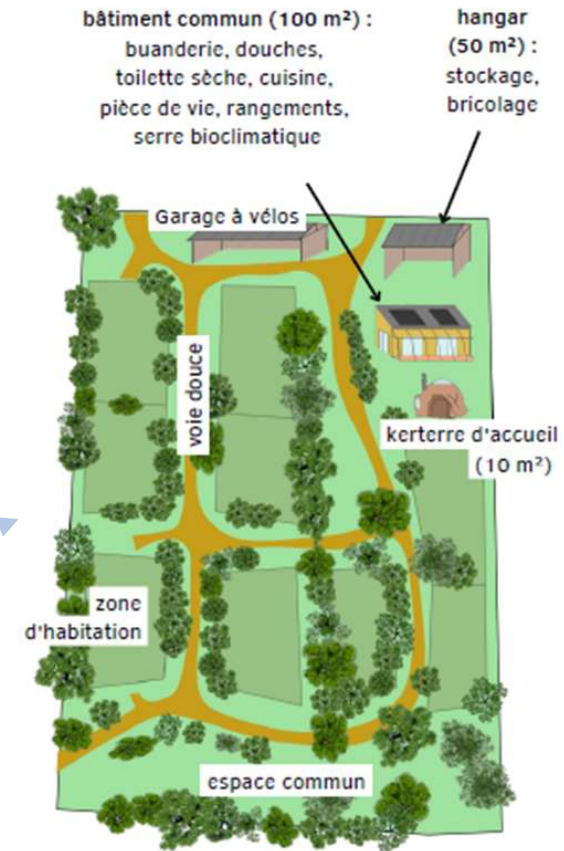 bâtiment commun (100 m²) :
buanderie, douches,
toilette sèche, cuisine,
pièce de vie, rangements,
serre bioclimatique
hangar
(50 m²) :
stockage,
bricolage
Garage à vélos
voie douce
kerterre d'accueil
(10 m²)
zone
d'habitation
espace commun